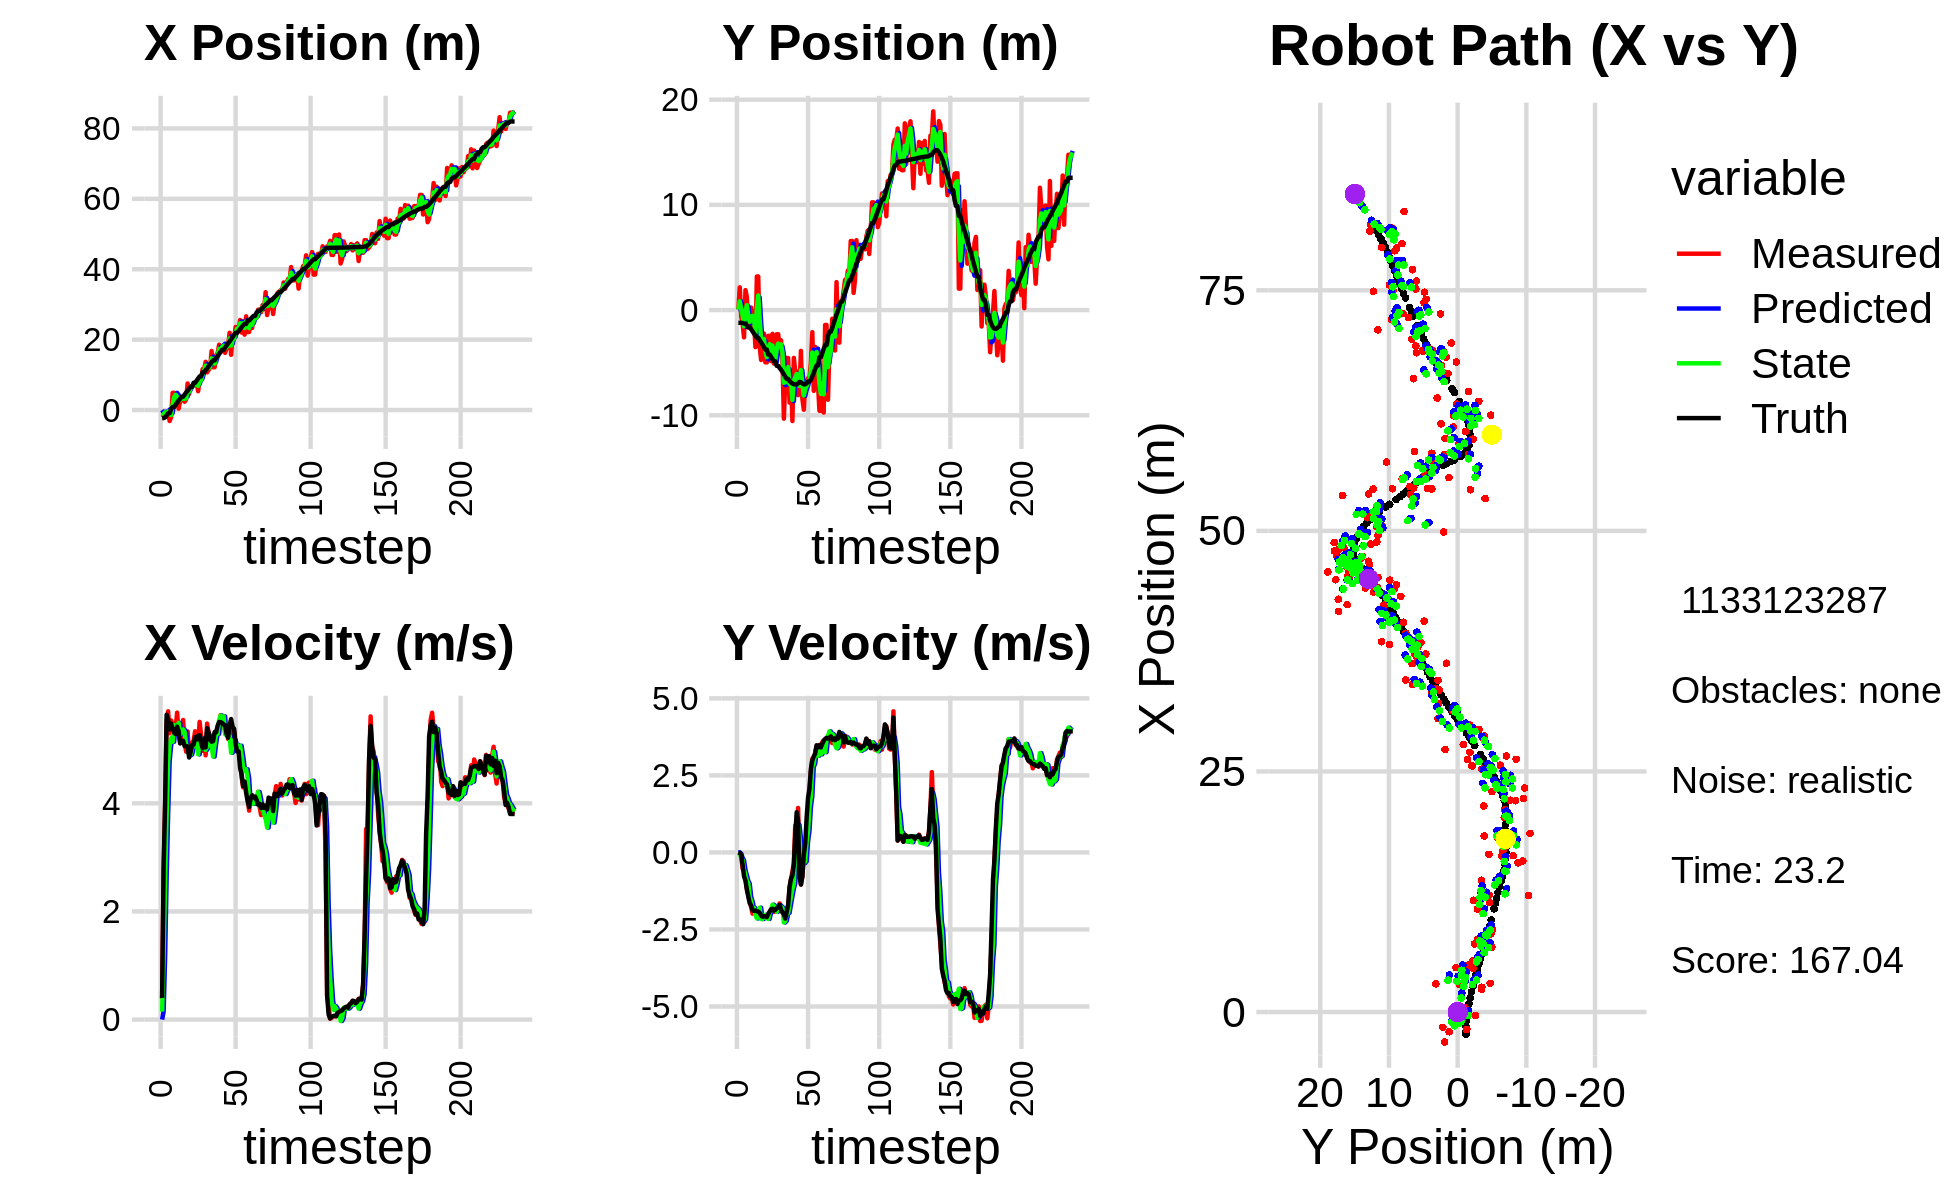 X Position (m)
80
60
40
20
0
0 50 100 150 200
timestep
Y Position (m)
20
10
0
-10
0 50 100 150 200
timestep
X Velocity (m/s)
4
2
0
0 50 100 150 200
timestep
Y Velocity (m/s)
5.0
2.5
0.0
-2.5
-5.0
0 50 100 150 200
timestep
Robot Path (X vs Y)
X Position (m)
75
50
25
0
20 10 0 -10 -20
Y Position (m)
variable
Measured
Predicted
State
Truth
1133123287
Obstacles: none
Noise: realistic
Time: 23.2
Score: 167.04